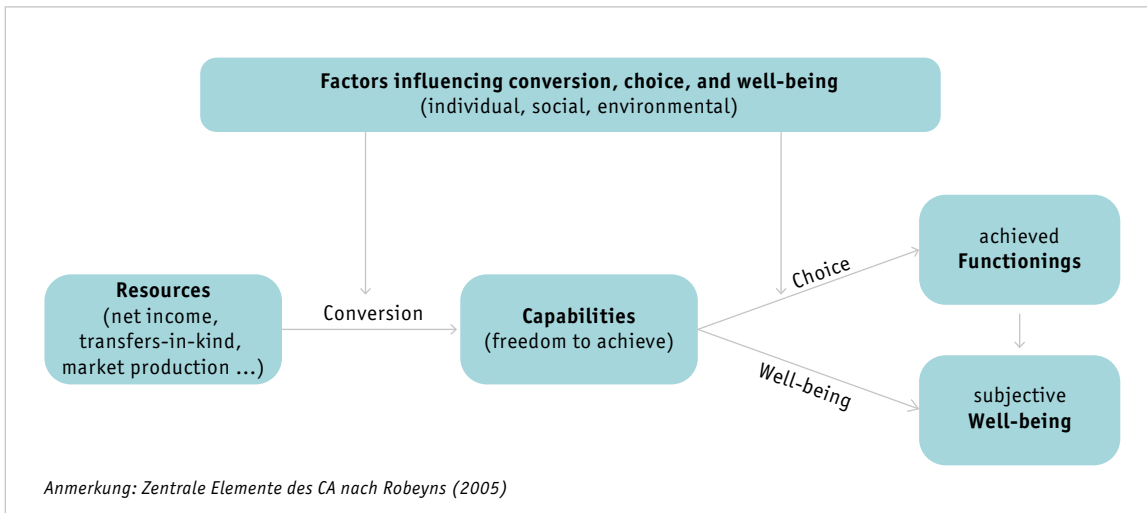 Factors influencing conversion, choice, and well-being
(individual, social, environmental)
Resources
(net income,
transfers-in-kind,
market production ...)
Conversion
Capabilities
(freedom to achieve)
Choice
Well-being
achieved
Functionings
subjective
Well-being
Anmerkung: Zentrale Elemente des CA nach Robeyns (2005)